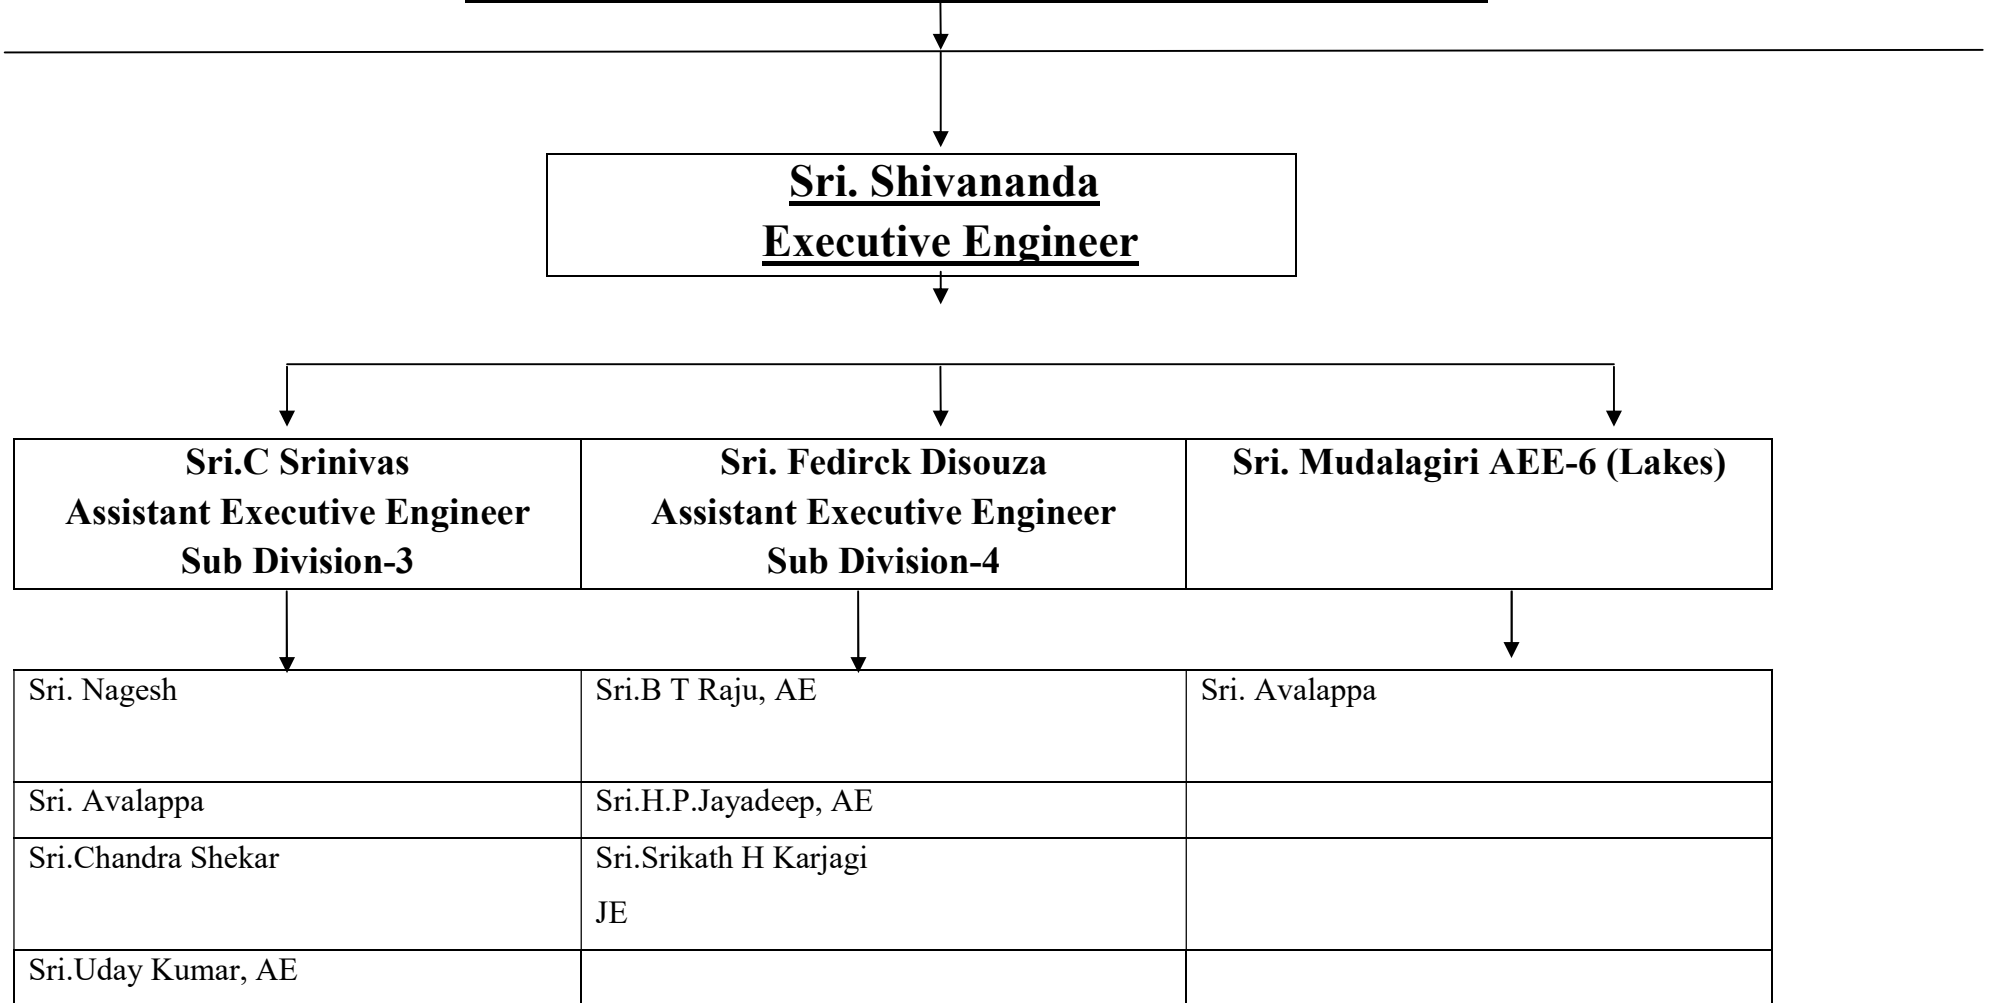 Sri. Shivananda
Executive Engineer
Sri.C Srinivas
Assistant Executive Engineer
Sub Division-3
Sri. Fedirck Disouza
Assistant Executive Engineer
Sub Division-4
Sri. Mudalagiri AEE-6 (Lakes)
Sri. Nagesh
Sri.B T Raju, AE
Sri. Avalappa
Sri. Avalappa
Sri.H.P.Jayadeep, AE
Sri.Chandra Shekar
Sri.Srikath H Karjagi
JE
Sri.Uday Kumar, AE